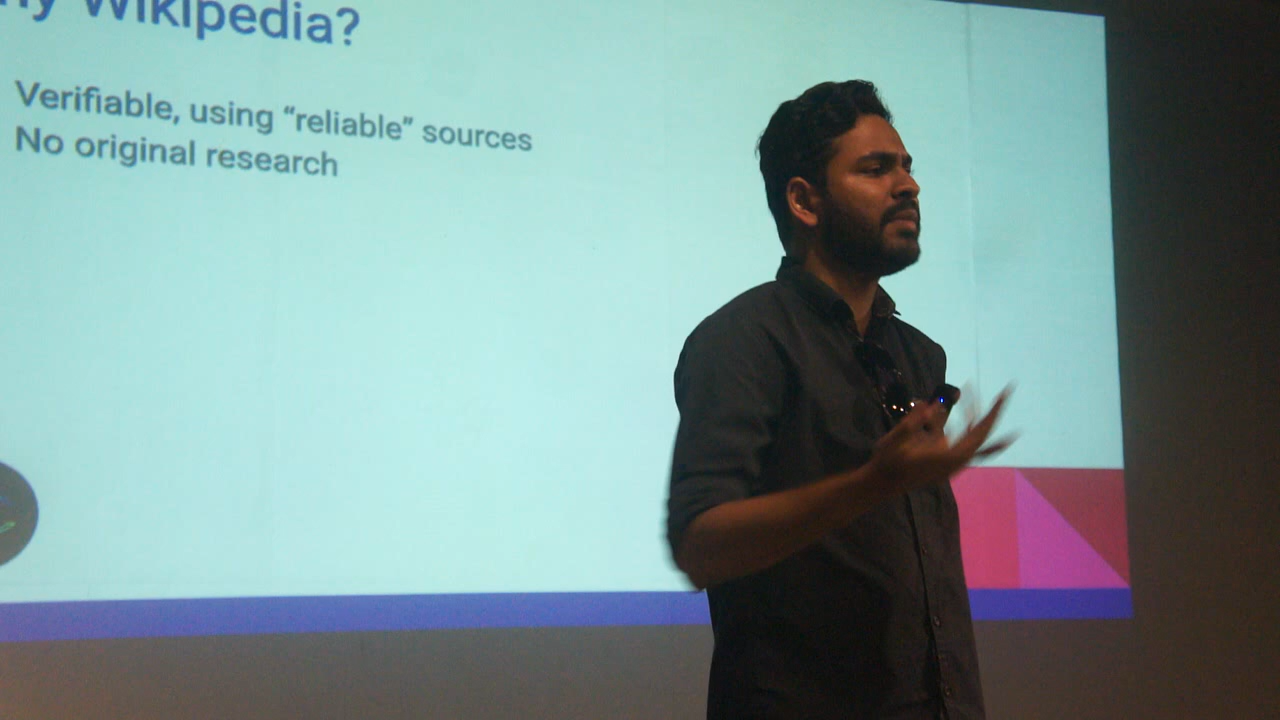 Wikipedia?
Verifiable, using “reliable” sources
No original research